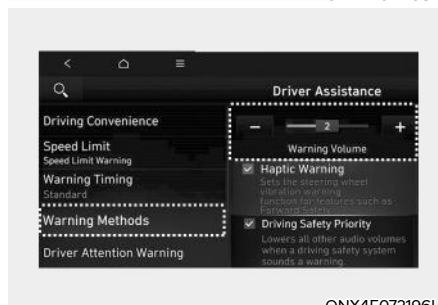 Driver Assistance
Driving Convenience
Speed Limit
Speed Limit Warning
Warning Timing
Standard
Warning Methods
Driver Attention Warning
2
Warning Volume
Haptic Warning
Sets the steering wheel
vibration warning
function for features such as
Forward Safety
Driving Safety Priority
Lowers all other audio volumes
when a driving safety system
sounds a warning.